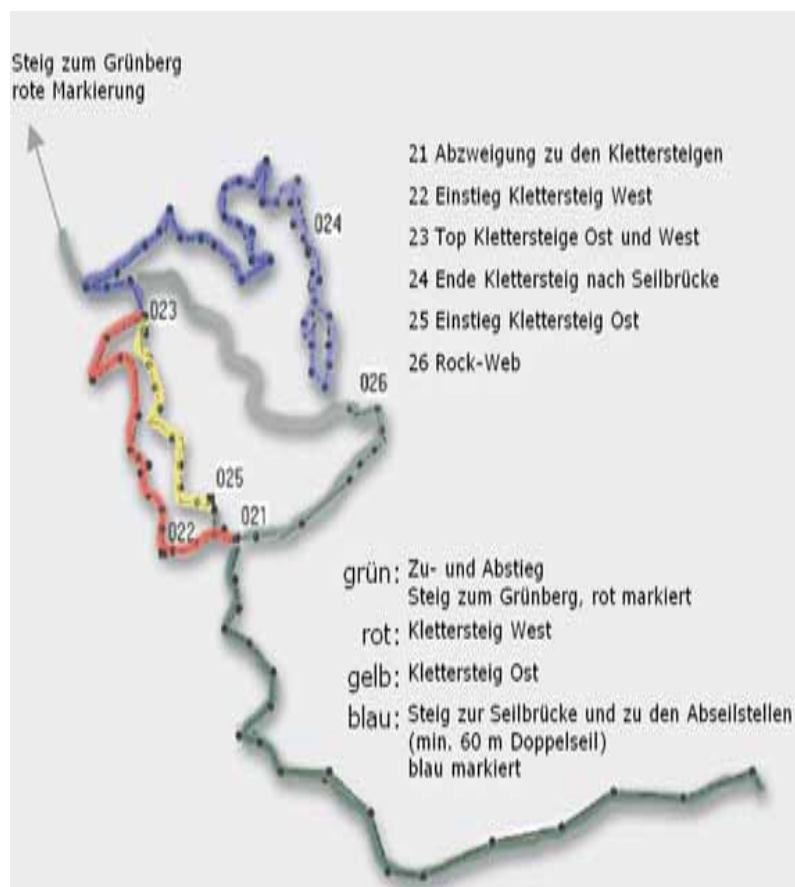 Steig zum Grünberg
rote Markierung
21 Abzweigung zu den Klettersteigen
22 Einstieg Klettersteig West
23 Top Klettersteige Ost und West
24 Ende Klettersteig nach Seilbrücke
25 Einstieg Klettersteig Ost
26 Rock-Web
024
023
026
025
021
022
grün: Zu- und Abstieg
Steig zum Grünberg, rot markiert
rot: Klettersteig West
gelb: Klettersteig Ost
blau: Steig zur Seilbrücke und zu den Abseilstellen
(min. 60 m Doppelseil)
blau markiert